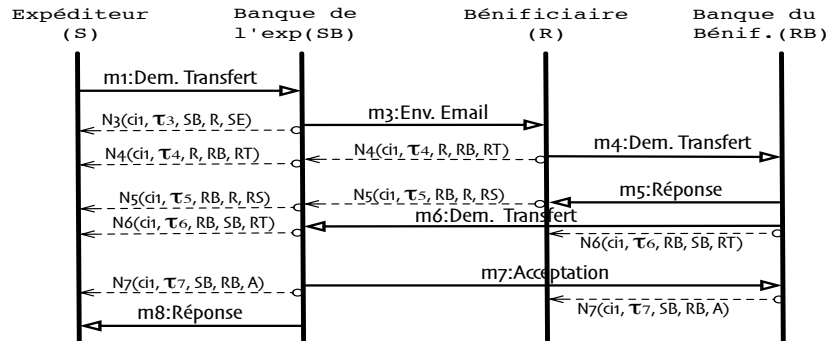 Expéditeur
(S)
Banque de
l'exp(SB)
Bénificiaire
(R)
Banque du
Bénif.(RB)
m1:Dem. Transfert
N3(ci1, τ3, SB, R, SE)
m3:Env. Email
N4(ci1, τ4, R, RB, RT)
N4(ci1, τ4, R, RB, RT)
m4:Dem. Transfert
N5(ci1, τ5, RB, R, RS)
N5(ci1, τ5, RB, R, RS)
m5:Réponse
m6:Dem. Transfert
N6(ci1, τ6, RB, SB, RT)
N6(ci1, τ6, RB, SB, RT)
m7:Acceptation
N7(ci1, τ7, SB, RB, A)
N7(ci1, τ7, SB, RB, A)
m8:Réponse